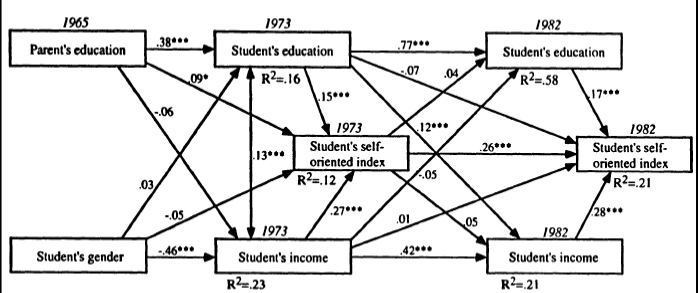 1965
1973
1982
Parent's education
.38***
Student's education
.77***
Student's education
R²=.16
R²=.58
.09*
-.07
.04
-.06
.15***
.17***
1973
1982
Student's self-
oriented index
Student's self-
oriented index
.12***
.26***
.13***
R²=.12
R²=.21
-.05
.03
-.05
.27***
.01
.05
.28***
1973
1982
Student's gender
-.46***
Student's income
.42***
Student's income
R²=.23
R²=.21